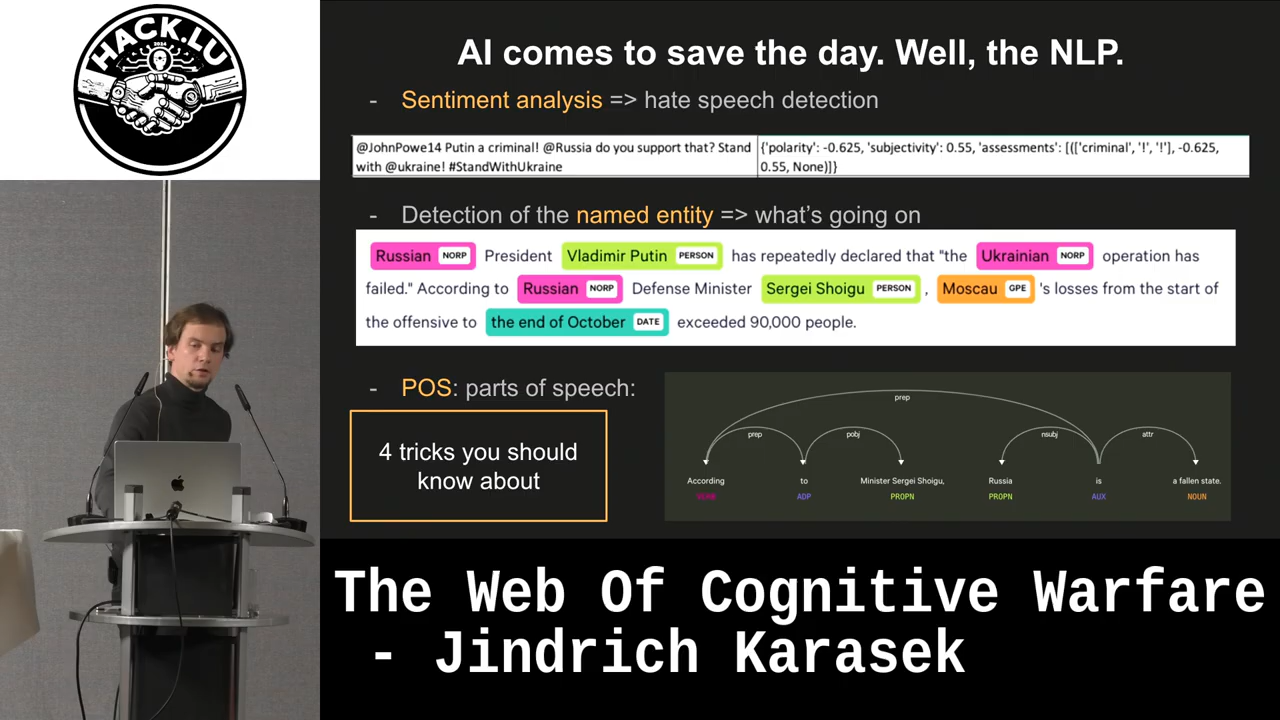 HACK.LU
2024
AI comes to save the day. Well, the NLP.
- Sentiment analysis => hate speech detection
@JohnPowe14 Putin a criminal! @Russia do you support that? Stand
with @ukraine! #StandWithUkraine
{'polarity': -0.625, 'subjectivity': 0.55, 'assessments': [(['criminal', '!', '!'], -0.625,
0.55, None)]}
- Detection of the named entity => what's going on
Russian NORP President Vladimir Putin PERSON has repeatedly declared that "the Ukrainian NORP operation has
failed." According to Russian NORP Defense Minister Sergei Shoigu PERSON , Moscau GPE 's losses from the start of
the offensive to the end of October DATE exceeded 90,000 people.
- POS: parts of speech:
4 tricks you should
know about
prep
prep pobj nsubj attr
According to Minister Sergei Shoigu, Russia is a fallen state.
VERB ADP PROPN PROPN AUX NOUN
The Web Of Cognitive Warfare
- Jindrich Karasek